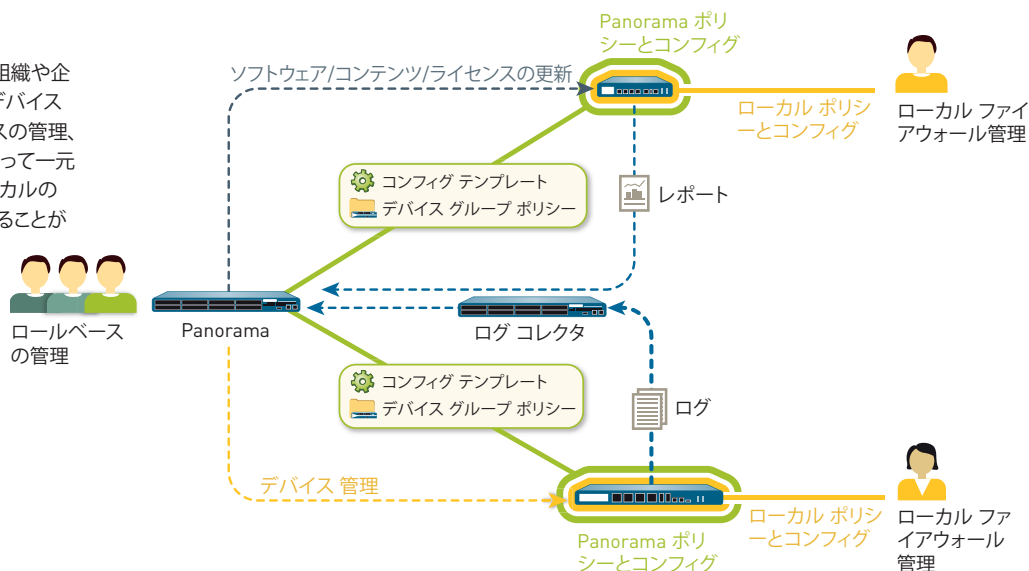 組織や企
デバイス
スの管理、
って一元
カルの
ることが
Panorama ポリ
シーとコンフィグ
ソフトウェア/コンテンツ/ライセンスの更新
ローカル ポリシ
ーとコンフィグ
ローカル ファイ
アウォール管理
コンフィグ テンプレート
デバイス グループ ポリシー
レポート
ロールベース
の管理
Panorama
ログ コレクタ
コンフィグ テンプレート
デバイス グループ ポリシー
ログ
デバイス 管理
ローカル ポリシ
ーとコンフィグ
ローカル ファ
イアウォール
管理
Panorama ポリ
シーとコンフィグ